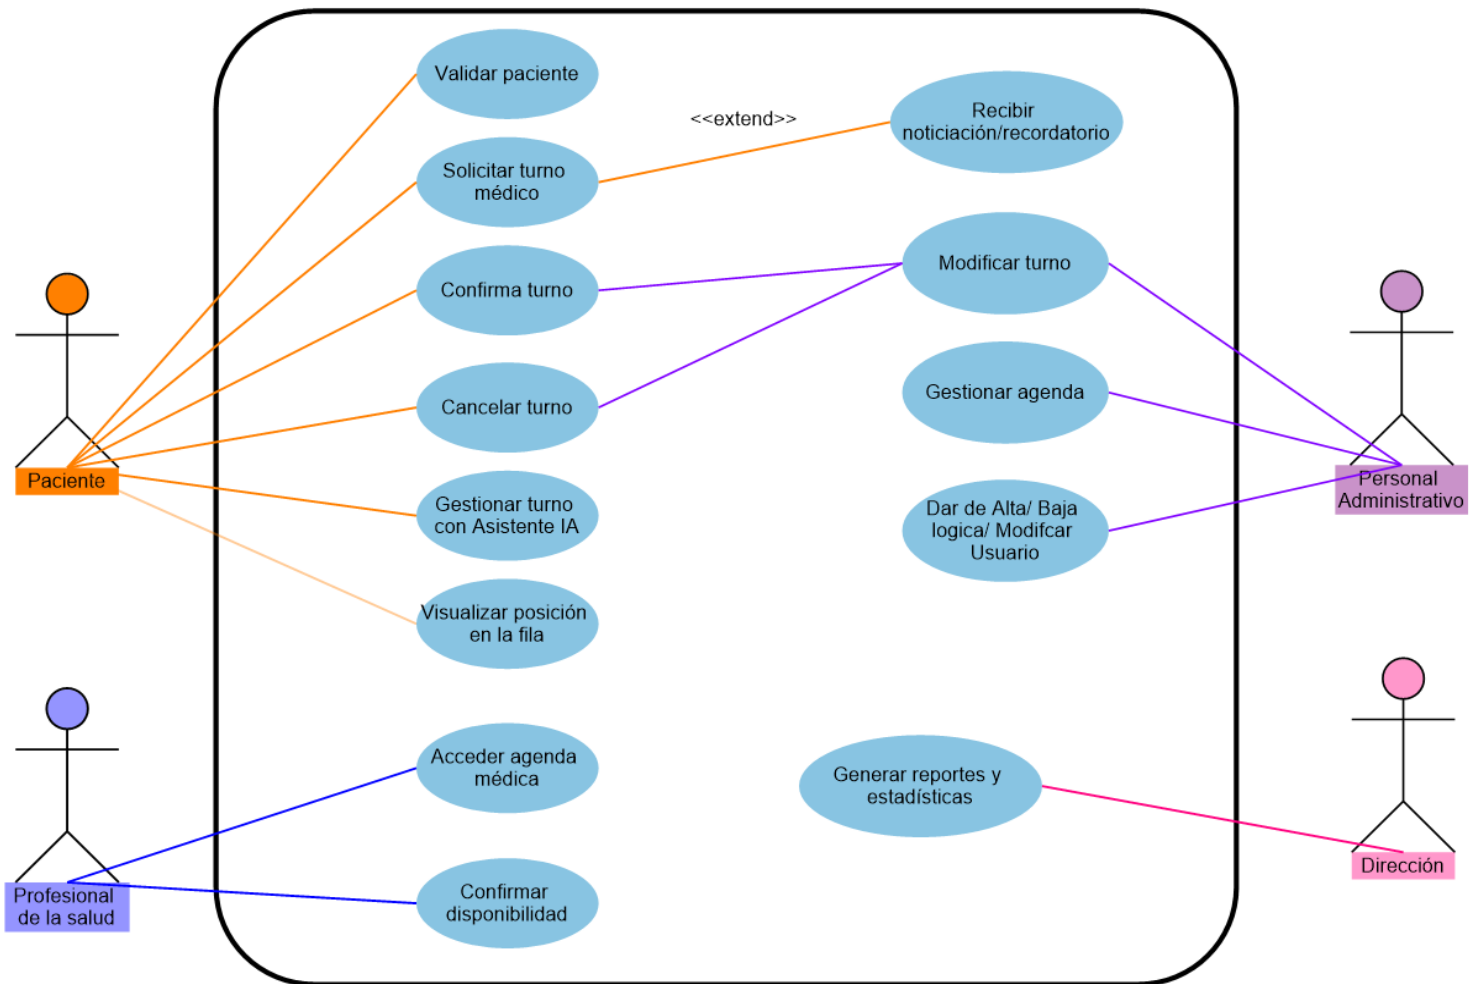 Validar paciente
<<extend>>
Recibir
noticiación/recordatorio
Solicitar turno
médico
Confirma turno
Modificar turno
Cancelar turno
Gestionar agenda
Paciente
Gestionar turno
con Asistente IA
Dar de Alta/ Baja
logica/ Modifcar
Usuario
Personal
Administrativo
Visualizar posición
en la fila
Acceder agenda
médica
Generar reportes y
estadísticas
Dirección
Profesional
de la salud
Confirmar
disponibilidad